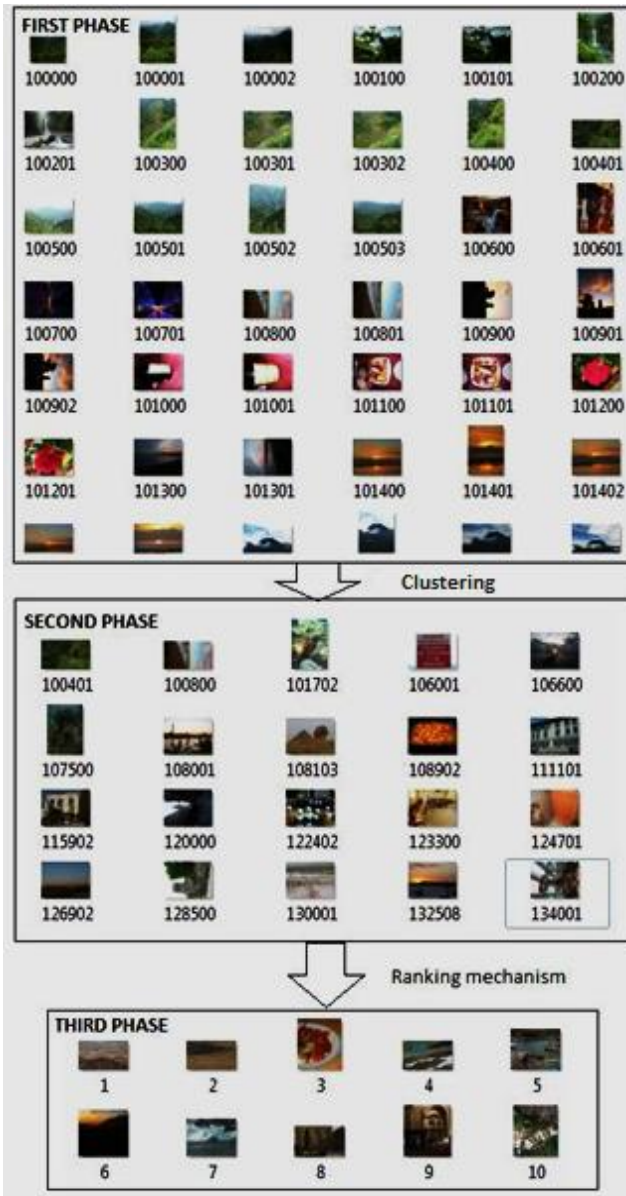 FIRST PHASE
100000 100001 100002 100100 100101 100200
100201 100300 100301 100302 100400 100401
100500 100501 100502 100503 100600 100601
100700 100701 100800 100801 100900 100901
100902 101000 101001 101100 101101 101200
101201 101300 101301 101400 101401 101402
Clustering
SECOND PHASE
100401 100800 101702 106001 106600
107500 108001 108103 108902 111101
115902 120000 122402 123300 124701
126902 128500 130001 132508 134001
Ranking mechanism
THIRD PHASE
1 2 3 4 5
6 7 8 9 10